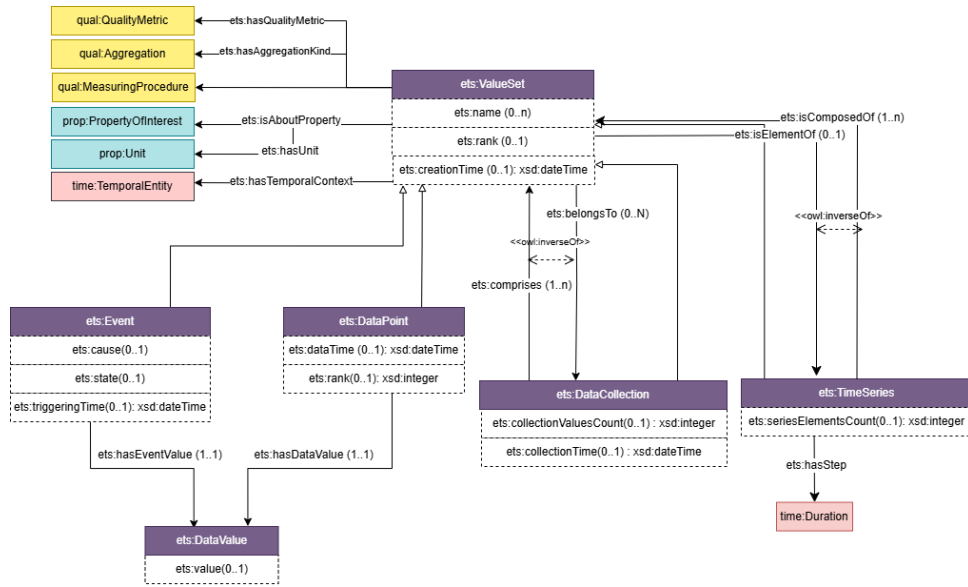 qual:QualityMetric
ets:hasQualityMetric
qual:Aggregation
ets:hasAggregationKind
qual:MeasuringProcedure
ets:ValueSet
ets:name (0..n)
ets:rank (0..1)
ets:creationTime (0..1): xsd:dateTime
prop:PropertyOfInterest
ets:isAboutProperty
prop:Unit
ets:hasUnit
time:TemporalEntity
ets:hasTemporalContext
ets:isComposedOf (1..n)
ets:isElementOf (0..1)
ets:belongsTo (0..N)
<<owl:inverseOf>>
ets:comprises (1..n)
<<owl:inverseOf>>
ets:Event
ets:cause(0..1)
ets:state(0..1)
ets:triggeringTime(0..1): xsd:dateTime
ets:DataPoint
ets:dataTime (0..1): xsd:dateTime
ets:rank(0..1): xsd:integer
ets:DataCollection
ets:collectionValuesCount(0..1) : xsd:integer
ets:collectionTime(0..1) : xsd:dateTime
ets:TimeSeries
ets:seriesElementsCount(0..1): xsd:integer
ets:hasEventValue (1..1)
ets:hasDataValue (1..1)
ets:hasStep
time:Duration
ets:DataValue
ets:value(0..1)